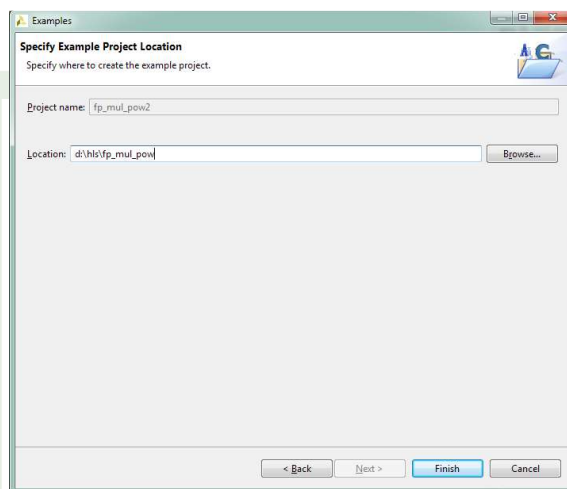 Examples
Specify Example Project Location
Specify where to create the example project.
Project name: fp_mul_pow2
Location: d:\hls\fp_mul_pow
Browse...
< Back Next > Finish Cancel